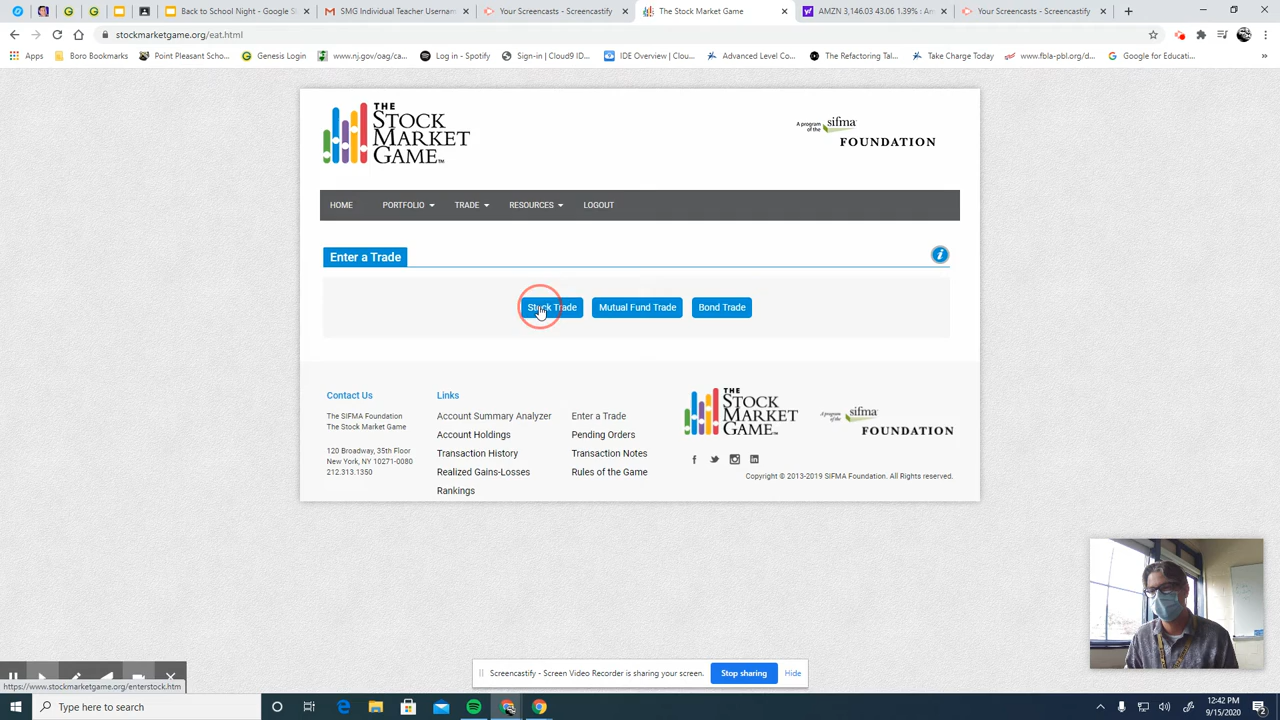 Back to School Night - Google S
SMG Individual Teacher Usernam
Your Screencasts - Screencastify
The Stock Market Game
AMZN 3,146.03 43.06 1.39% : Am
Your Screencasts - Screencastify
stockmarketgame.org/eat.html
Apps
Boro Bookmarks
Point Pleasant Scho...
Genesis Login
www.nj.gov/oag/ca...
Log in - Spotify
Sign-in | Cloud9 ID...
IDE Overview | Clou...
Advanced Level Co...
The Refactoring Tal...
Take Charge Today
www.fbla-pbl.org/d...
Google for Educati...
THE
STOCK
MARKET
GAME™
A program of the sifma
FOUNDATION
HOME
PORTFOLIO
TRADE
RESOURCES
LOGOUT
Enter a Trade
i
Stock Trade
Mutual Fund Trade
Bond Trade
Contact Us
The SIFMA Foundation
The Stock Market Game
120 Broadway, 35th Floor
New York, NY 10271-0080
212.313.1350
Links
Account Summary Analyzer
Account Holdings
Transaction History
Realized Gains-Losses
Rankings
Enter a Trade
Pending Orders
Transaction Notes
Rules of the Game
THE
STOCK
MARKET
GAME™
A program of the sifma
FOUNDATION
Copyright © 2013-2019 SIFMA Foundation. All Rights reserved.
Screencastify - Screen Video Recorder is sharing your screen.
Stop sharing
Hide
https://www.stockmarketgame.org/enterstock.htm
Type here to search
12:42 PM
9/15/2020
2